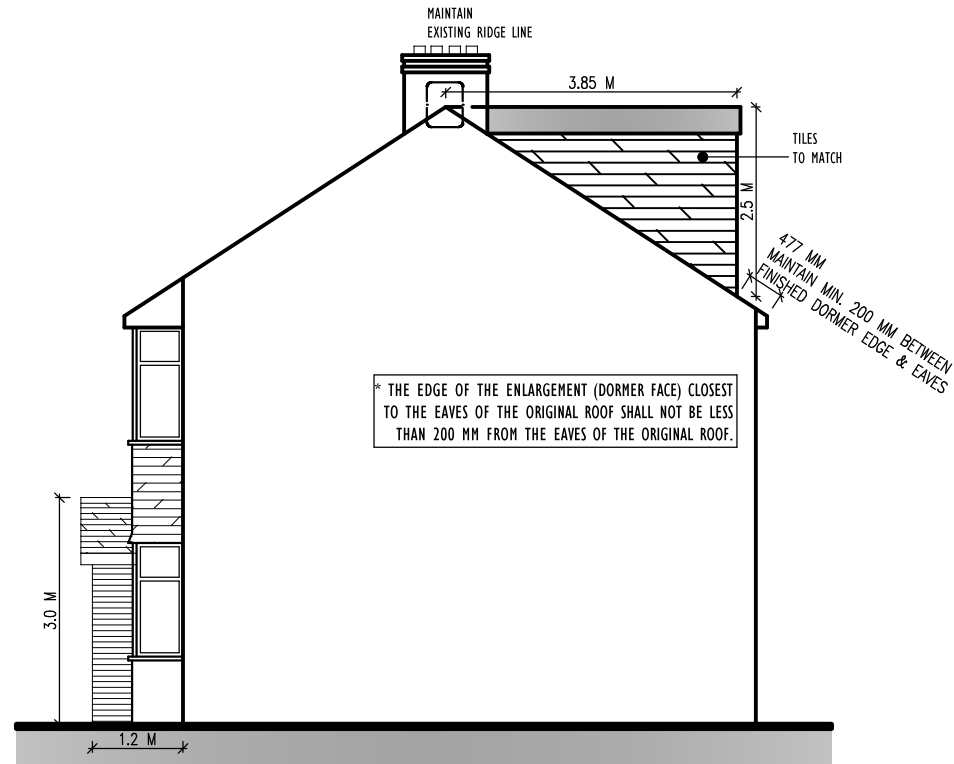 MAINTAIN
EXISTING RIDGE LINE
3.85 M
TILES
TO MATCH
2.5 M
477 MM
MAINTAIN MIN. 200 MM BETWEEN
FINISHED DORMER EDGE & EAVES
* THE EDGE OF THE ENLARGEMENT (DORMER FACE) CLOSEST
TO THE EAVES OF THE ORIGINAL ROOF SHALL NOT BE LESS
THAN 200 MM FROM THE EAVES OF THE ORIGINAL ROOF.
3.0 M
1.2 M